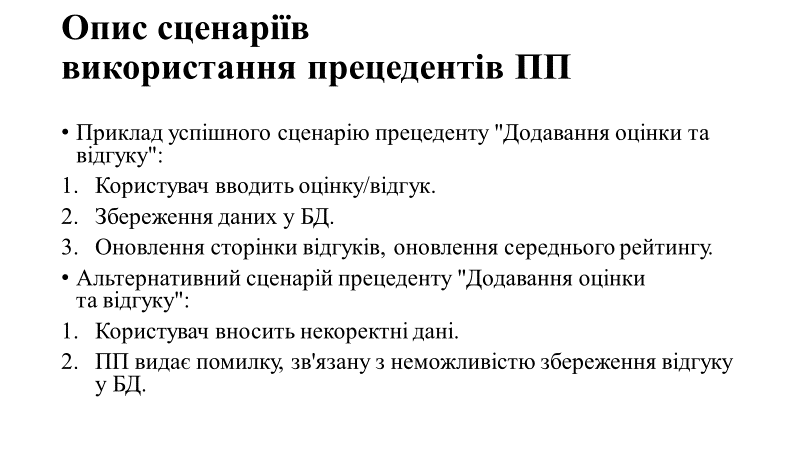 Опис сценаріїв
використання прецедентів ПП
• Приклад успішного сценарію прецеденту "Додавання оцінки та
відгуку":
1. Користувач вводить оцінку/відгук.
2. Збереження даних у БД.
3. Оновлення сторінки відгуків, оновлення середнього рейтингу.
• Альтернативний сценарій прецеденту "Додавання оцінки
та відгуку":
1. Користувач вносить некоректні дані.
2. ПП видає помилку, зв'язану з неможливістю збереження відгуку
у БД.